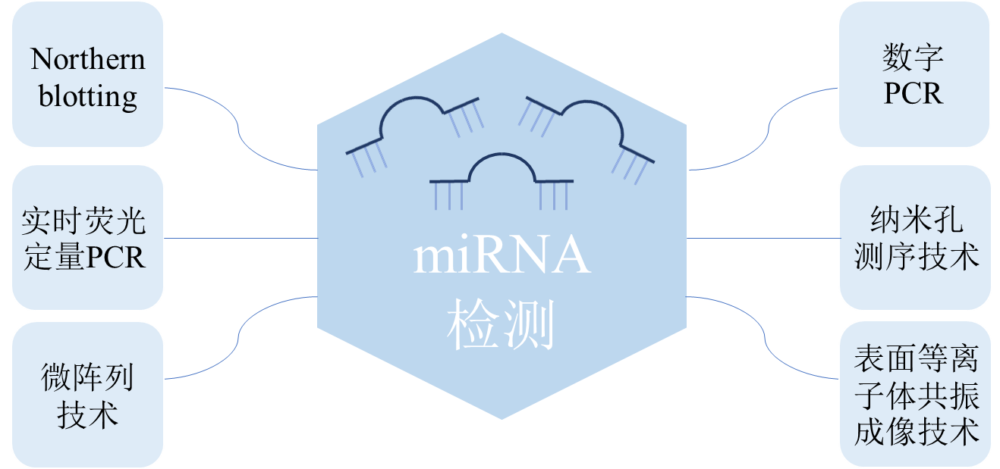 Northern
blotting
实时荧光
定量PCR
微阵列
技术
miRNA
检测
数字
PCR
纳米孔
测序技术
表面等离
子体共振
成像技术